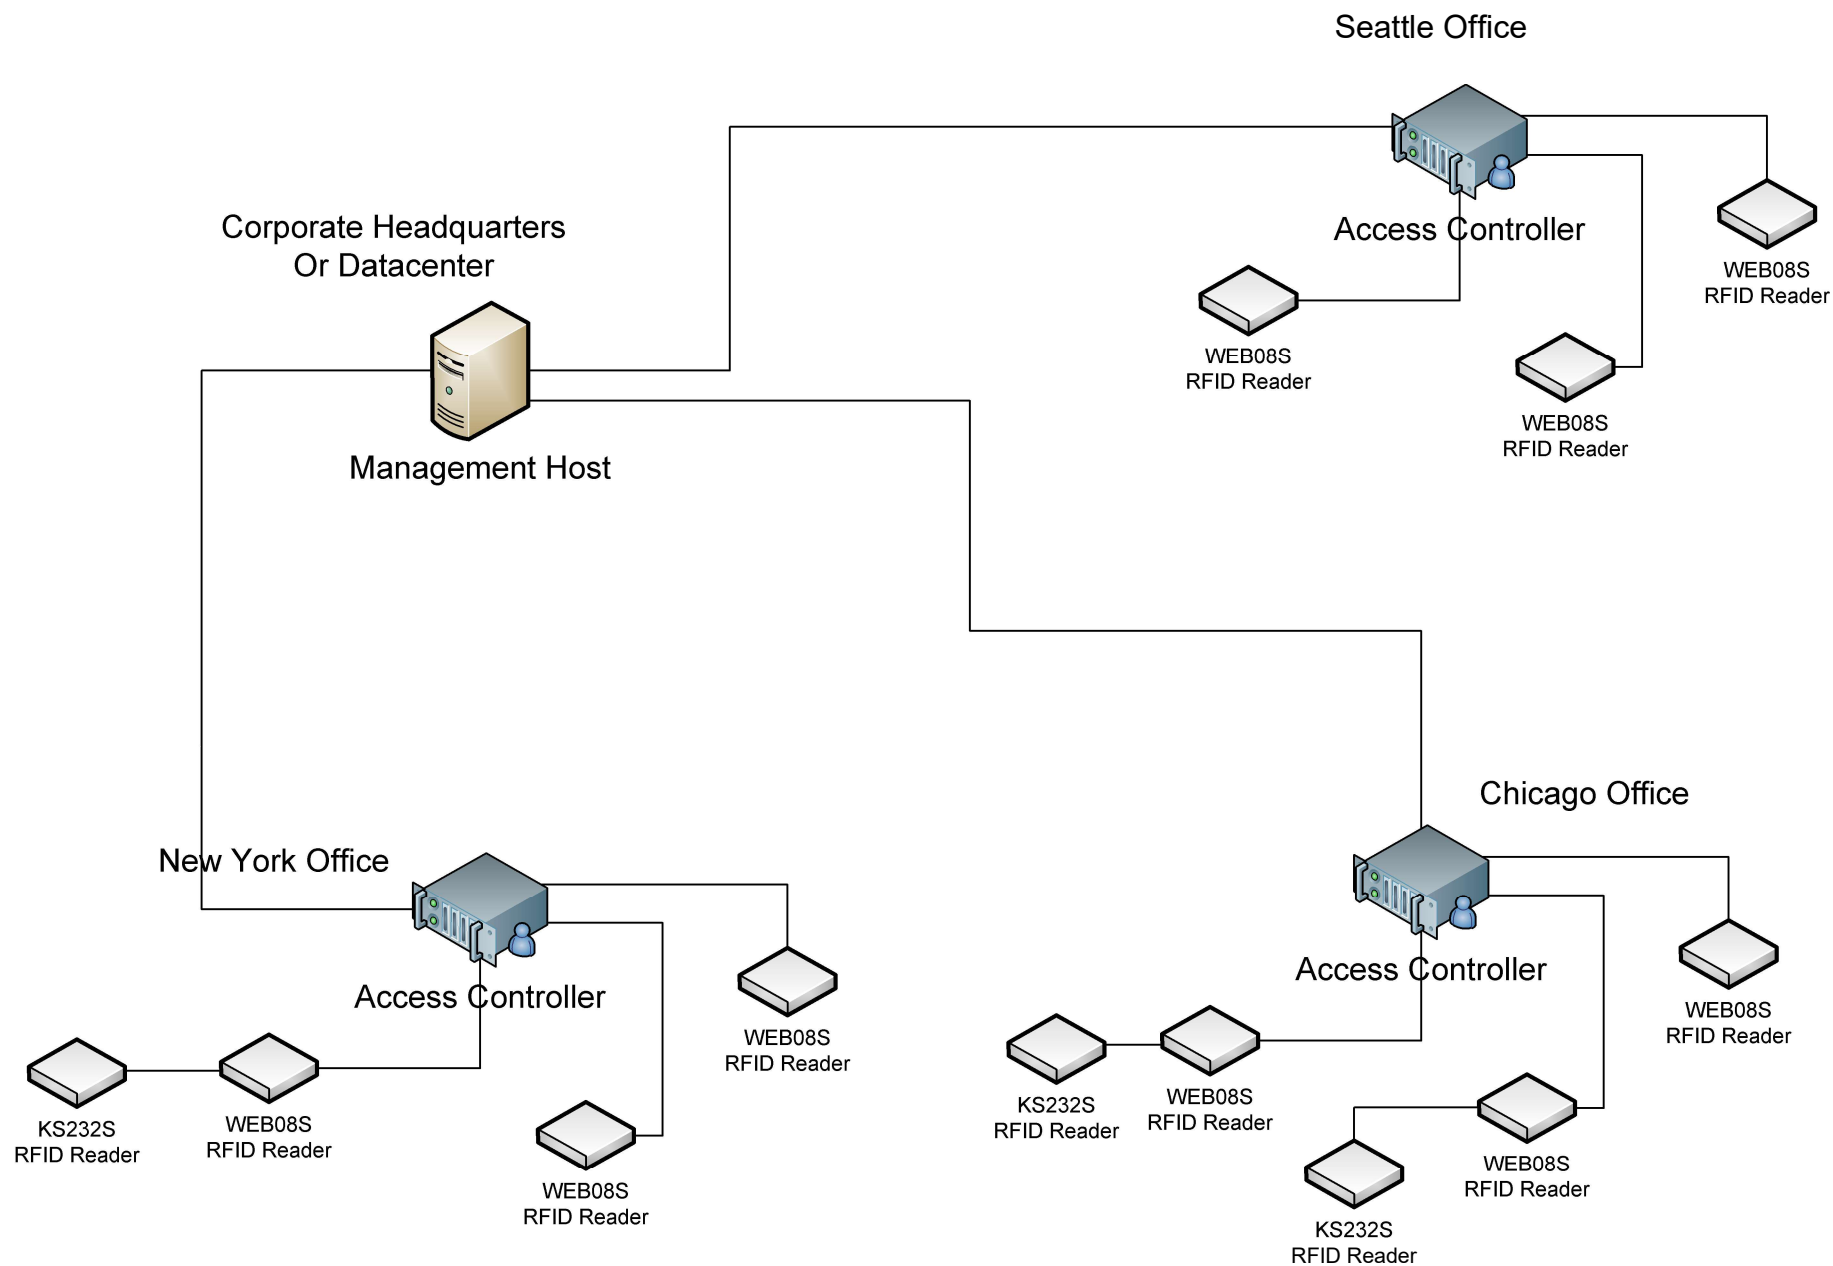 Seattle Office
Access Controller
WEB08S
RFID Reader
WEB08S
RFID Reader
WEB08S
RFID Reader
Corporate Headquarters
Or Datacenter
Management Host
New York Office
Access Controller
WEB08S
RFID Reader
KS232S
RFID Reader
WEB08S
RFID Reader
WEB08S
RFID Reader
Chicago Office
Access Controller
WEB08S
RFID Reader
KS232S
RFID Reader
WEB08S
RFID Reader
WEB08S
RFID Reader
KS232S
RFID Reader